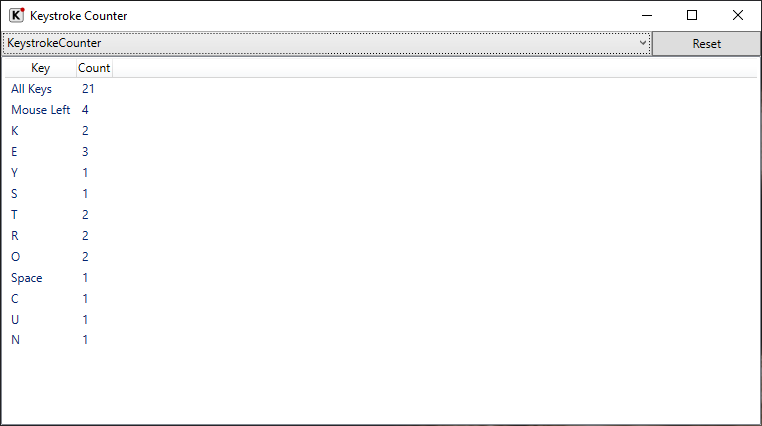 Keystroke Counter
KeystrokeCounter Reset
Key Count
All Keys 21
Mouse Left 4
K 2
E 3
Y 1
S 1
T 2
R 2
O 2
Space 1
C 1
U 1
N 1